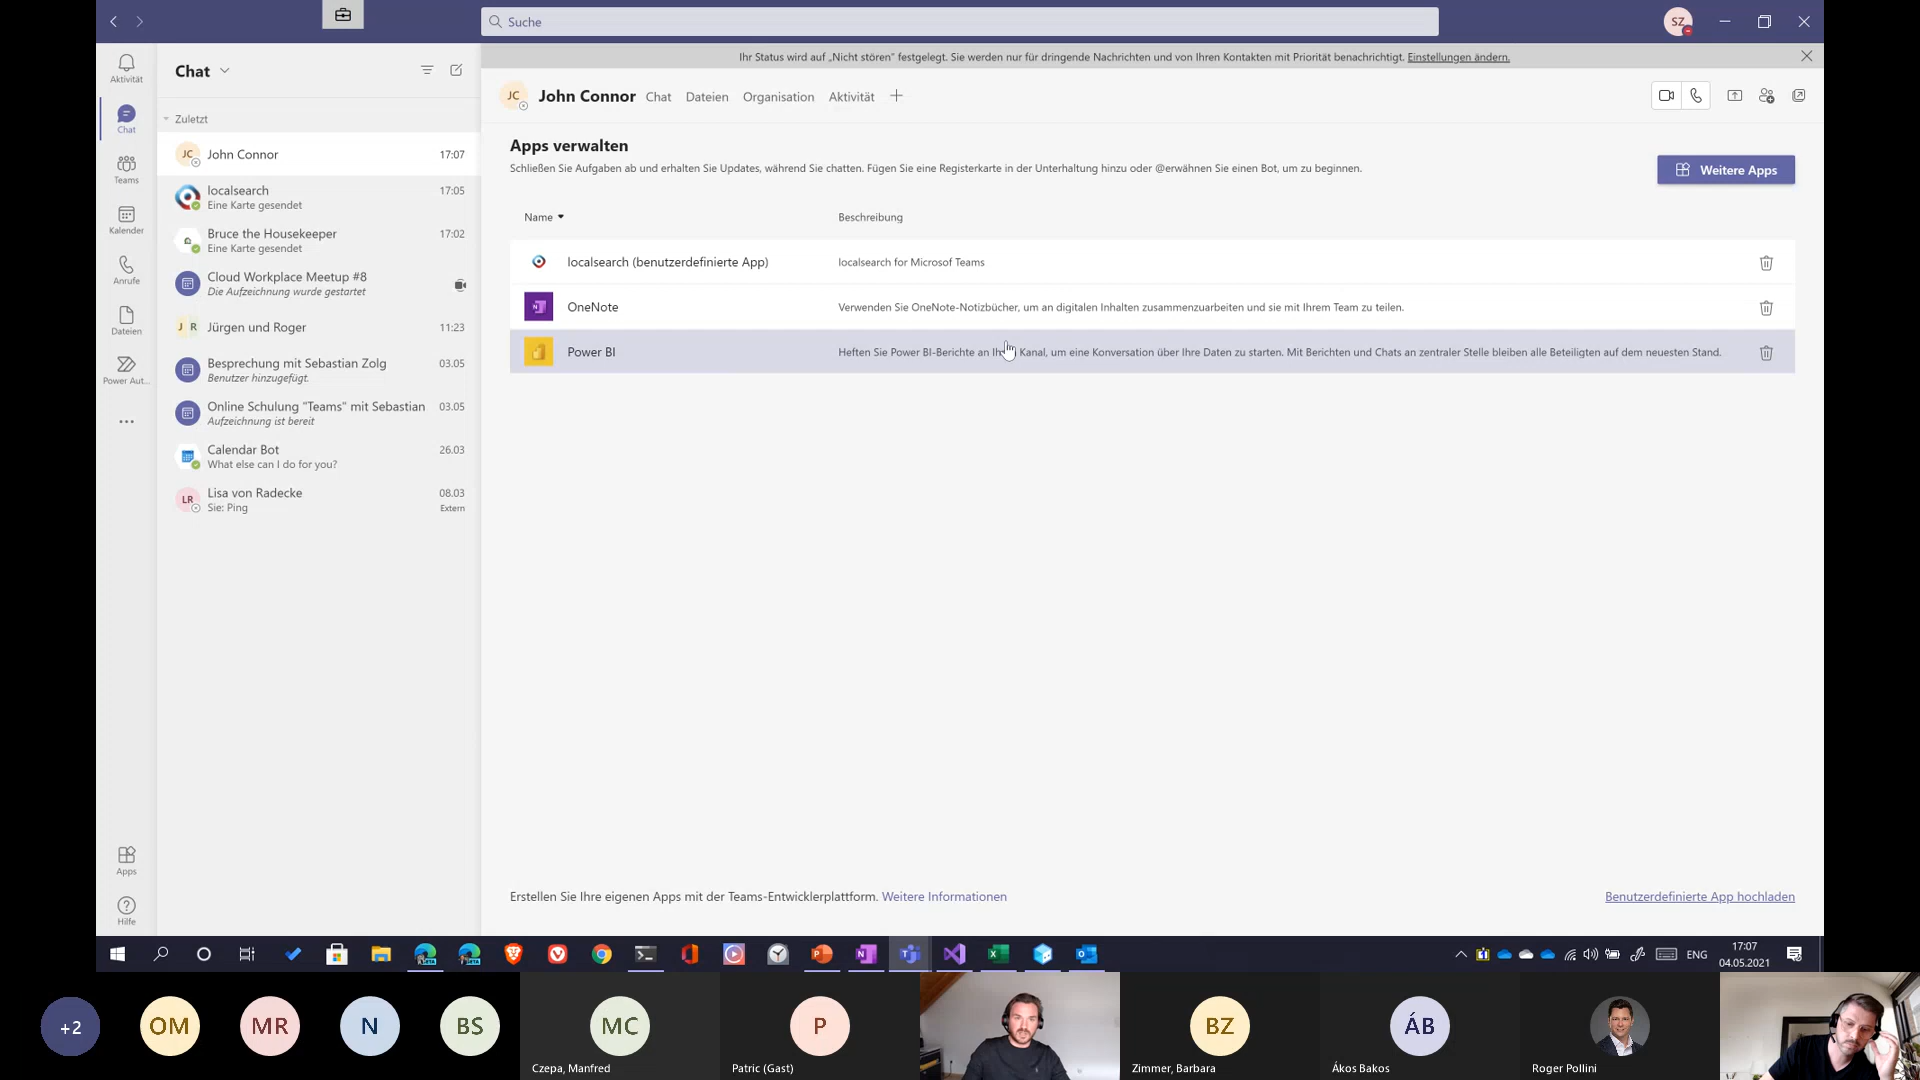 Suche
SZ
Ihr Status wird auf „Nicht stören" festgelegt. Sie werden nur für dringende Nachrichten und von Ihren Kontakten mit Priorität benachrichtigt. Einstellungen ändern.
Aktivität
Chat
Teams
Kalender
Anrufe
Dateien
Power Aut...
Apps
Hilfe
Chat
Zuletzt
JC
John Connor
17:07
localsearch
17:05
Eine Karte gesendet
Bruce the Housekeeper
17:02
Eine Karte gesendet
Cloud Workplace Meetup #8
Die Aufzeichnung wurde gestartet
J R
Jürgen und Roger
11:23
Besprechung mit Sebastian Zolg
03.05
Benutzer hinzugefügt.
Online Schulung "Teams" mit Sebastian
03.05
Aufzeichnung ist bereit
Calendar Bot
26.03
What else can I do for you?
LR
Lisa von Radecke
08.03
Sie: Ping
Extern
JC
John Connor
Chat
Dateien
Organisation
Aktivität
Apps verwalten
Schließen Sie Aufgaben ab und erhalten Sie Updates, während Sie chatten. Fügen Sie eine Registerkarte in der Unterhaltung hinzu oder @erwähnen Sie einen Bot, um zu beginnen.
Weitere Apps
Name
Beschreibung
localsearch (benutzerdefinierte App)
localsearch for Microsof Teams
OneNote
Verwenden Sie OneNote-Notizbücher, um an digitalen Inhalten zusammenzuarbeiten und sie mit Ihrem Team zu teilen.
Power BI
Heften Sie Power BI-Berichte an Kanal, um eine Konversation über Ihre Daten zu starten. Mit Berichten und Chats an zentraler Stelle bleiben alle Beteiligten auf dem neuesten Stand.
Erstellen Sie Ihre eigenen Apps mit der Teams-Entwicklerplattform. Weitere Informationen
Benutzerdefinierte App hochladen
BETA
BETA
ENG
17:07
04.05.2021
+2
OM
MR
N
BS
MC
Czepa, Manfred
P
Patric (Gast)
BZ
Zimmer, Barbara
ÁB
Ákos Bakos
Roger Pollini